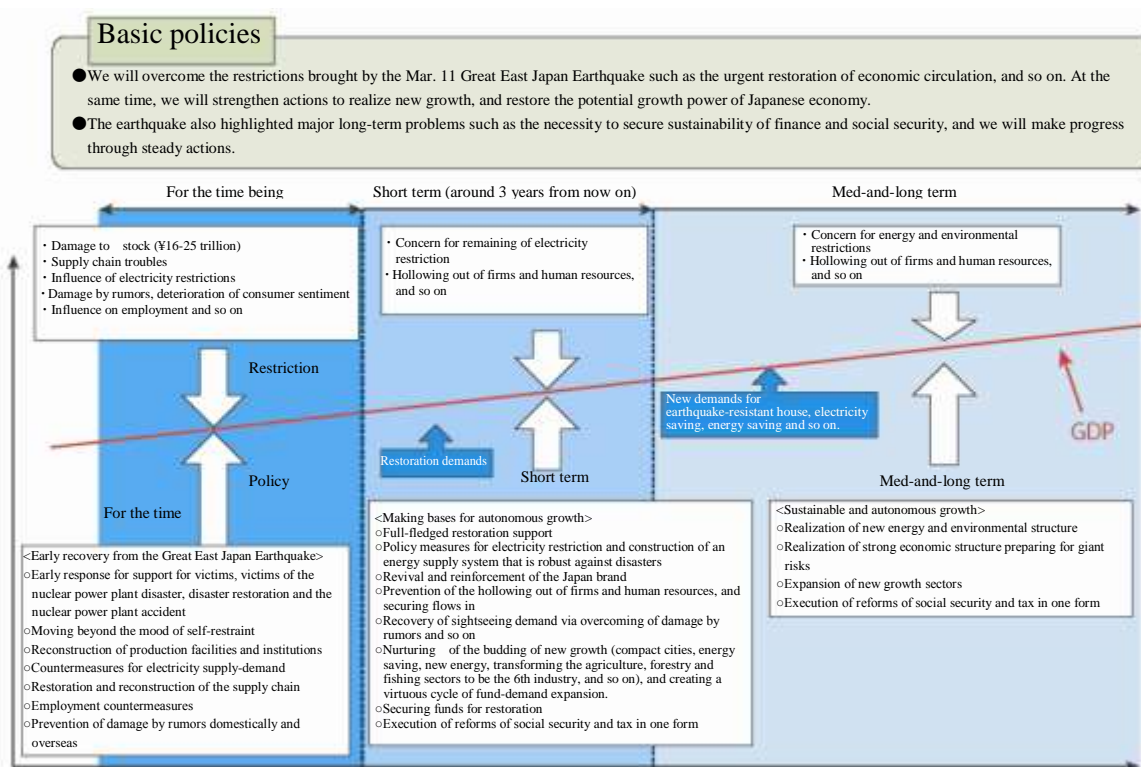 Basic policies
●We will overcome the restrictions brought by the Mar. 11 Great East Japan Earthquake such as the urgent restoration of economic circulation, and so on. At the
same time, we will strengthen actions to realize new growth, and restore the potential growth power of Japanese economy.
●The earthquake also highlighted major long-term problems such as the necessity to secure sustainability of finance and social security, and we will make progress
through steady actions.
For the time being
Short term (around 3 years from now on)
Med-and-long term
・Damage to stock (¥16-25 trillion)
・Supply chain troubles
・Influence of electricity restrictions
・Damage by rumors, deterioration of consumer sentiment
・Influence on employment and so on
・Concern for remaining of electricity
restriction
・Hollowing out of firms and human resources,
and so on
・Concern for energy and environmental
restrictions
・Hollowing out of firms and human resources,
and so on
Restriction
Policy
For the time
Restoration demands
Short term
New demands for
earthquake-resistant house, electricity
saving, energy saving and so on.
GDP
Med-and-long term
<Early recovery from the Great East Japan Earthquake>
○Early response for support for victims, victims of the
nuclear power plant disaster, disaster restoration and the
nuclear power plant accident
○Moving beyond the mood of self-restraint
○Reconstruction of production facilities and institutions
○Countermeasures for electricity supply-demand
○Restoration and reconstruction of the supply chain
○Employment countermeasures
○Prevention of damage by rumors domestically and
overseas
<Making bases for autonomous growth>
○Full-fledged restoration support
○Policy measures for electricity restriction and construction of an
energy supply system that is robust against disasters
○Revival and reinforcement of the Japan brand
○Prevention of the hollowing out of firms and human resources, and
securing flows in
○Recovery of sightseeing demand via overcoming of damage by
rumors and so on
○Nurturing of the budding of new growth (compact cities, energy
saving, new energy, transforming the agriculture, forestry and
fishing sectors to be the 6th industry, and so on), and creating a
virtuous cycle of fund-demand expansion.
○Securing funds for restoration
○Execution of reforms of social security and tax in one form
<Sustainable and autonomous growth>
○Realization of new energy and environmental structure
○Realization of strong economic structure preparing for giant
risks
○Expansion of new growth sectors
○Execution of reforms of social security and tax in one form